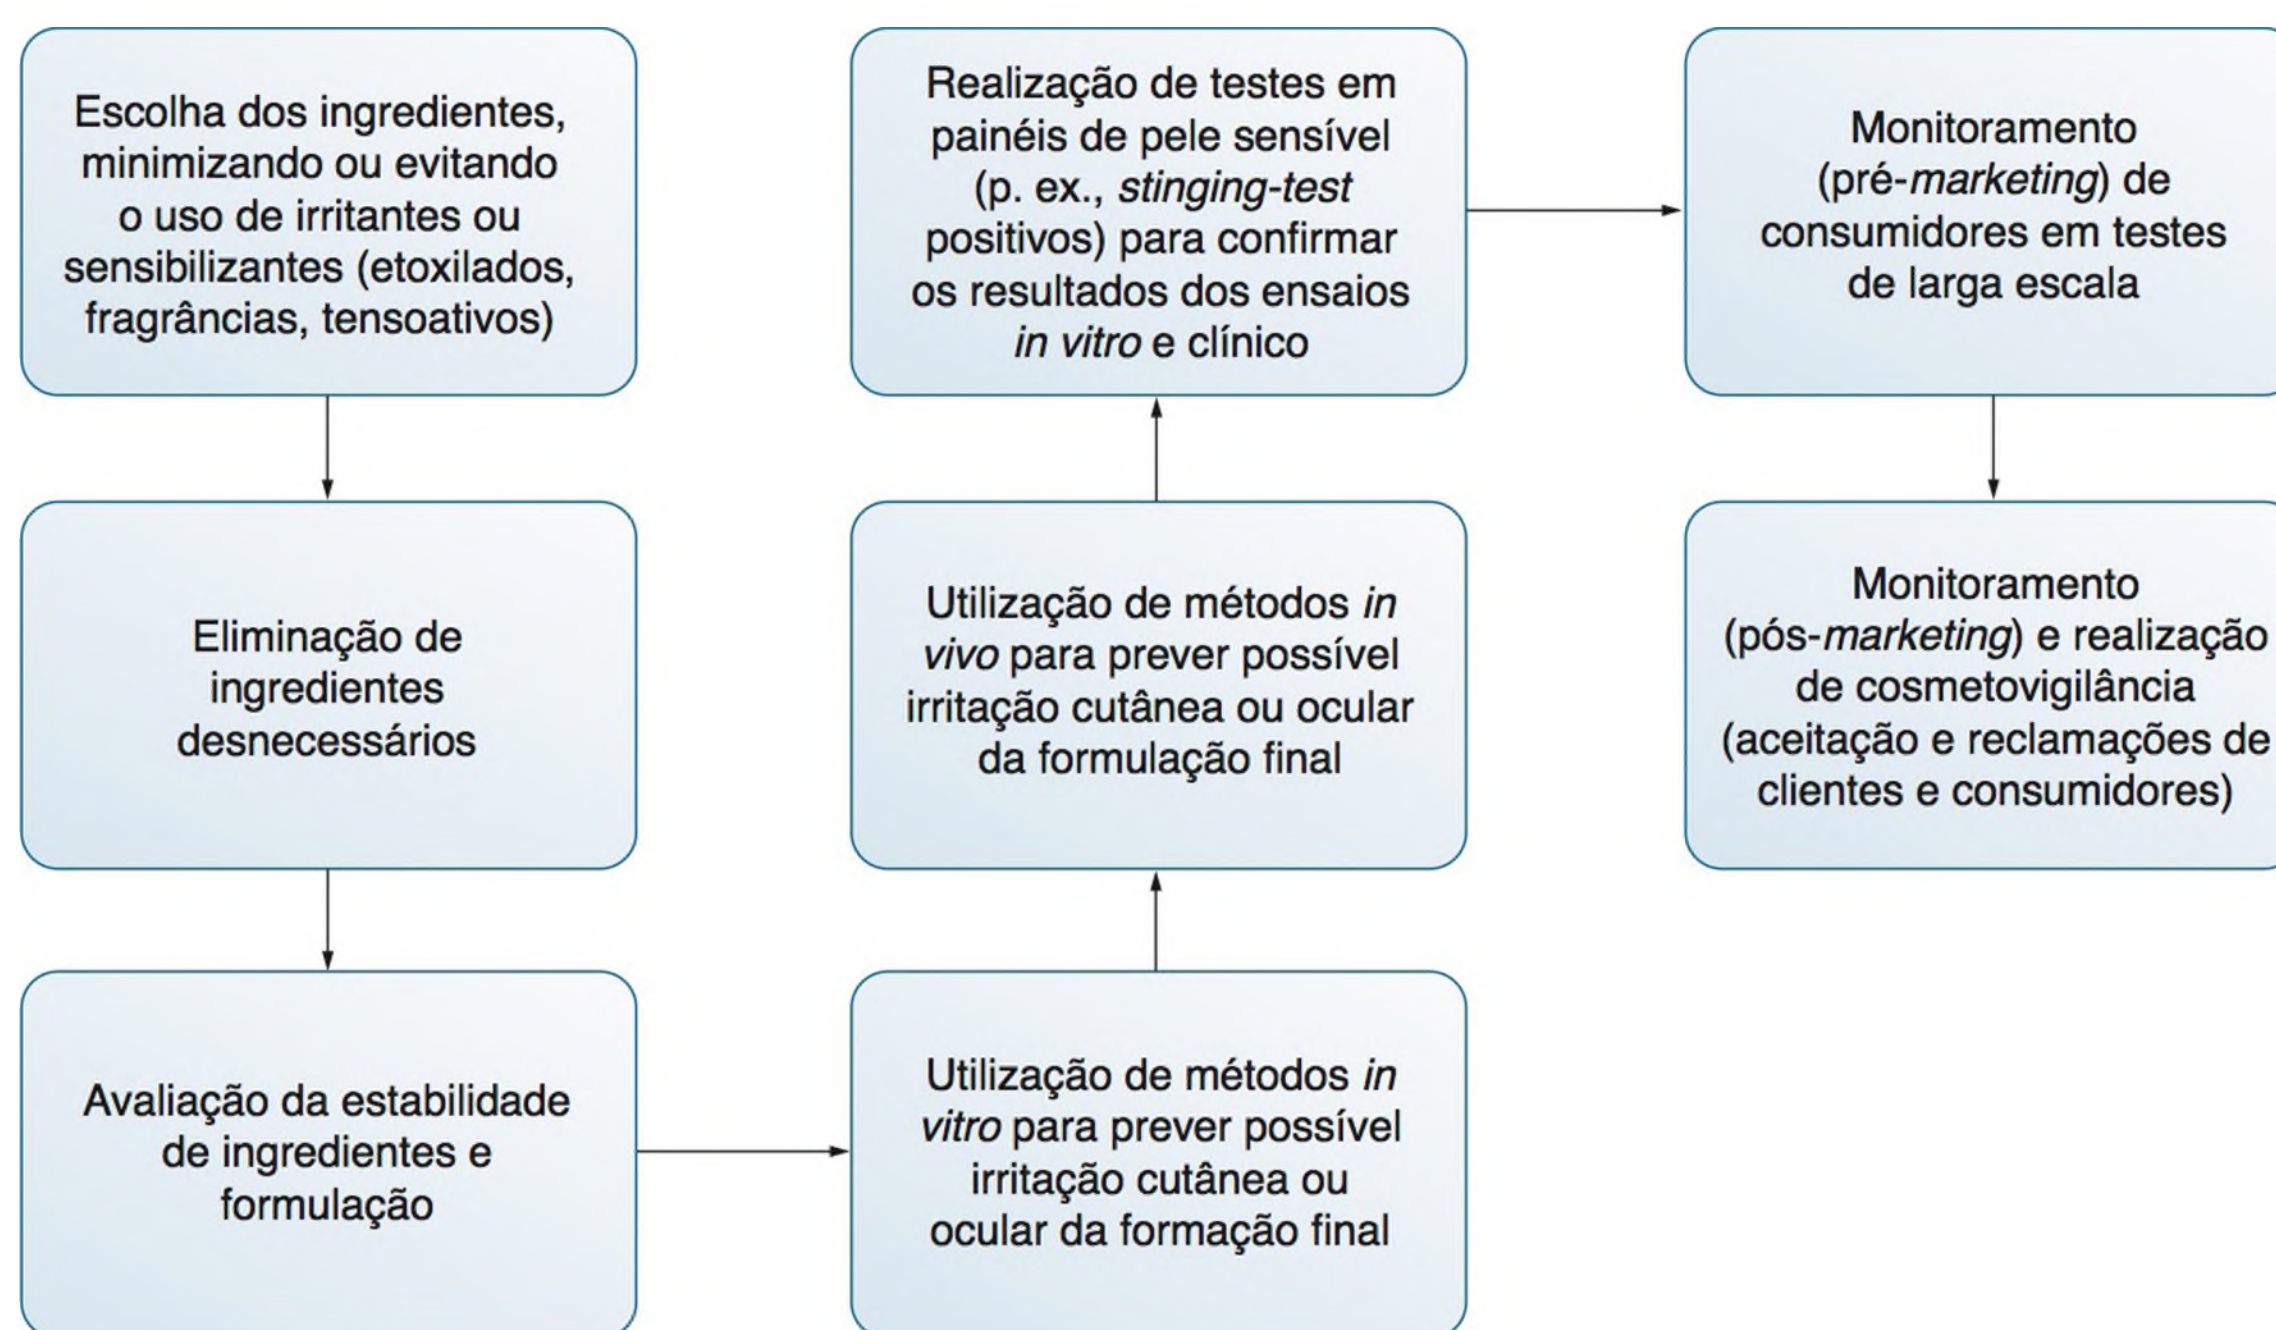 Escolha dos ingredientes,
minimizando ou evitando
o uso de irritantes ou
sensibilizantes (etoxilados,
fragrâncias, tensoativos)
Eliminação de
ingredientes
desnecessários
Avaliação da estabilidade
de ingredientes e
formulação
Utilização de métodos in
vitro para prever possível
irritação cutânea ou
ocular da formação final
Utilização de métodos in
vivo para prever possível
irritação cutânea ou ocular
da formulação final
Realização de testes em
painéis de pele sensível
(p. ex., stinging-test
positivos) para confirmar
os resultados dos ensaios
in vitro e clínico
Monitoramento
(pré-marketing) de
consumidores em testes
de larga escala
Monitoramento
(pós-marketing) e realização
de cosmetovigilância
(aceitação e reclamações de
clientes e consumidores)